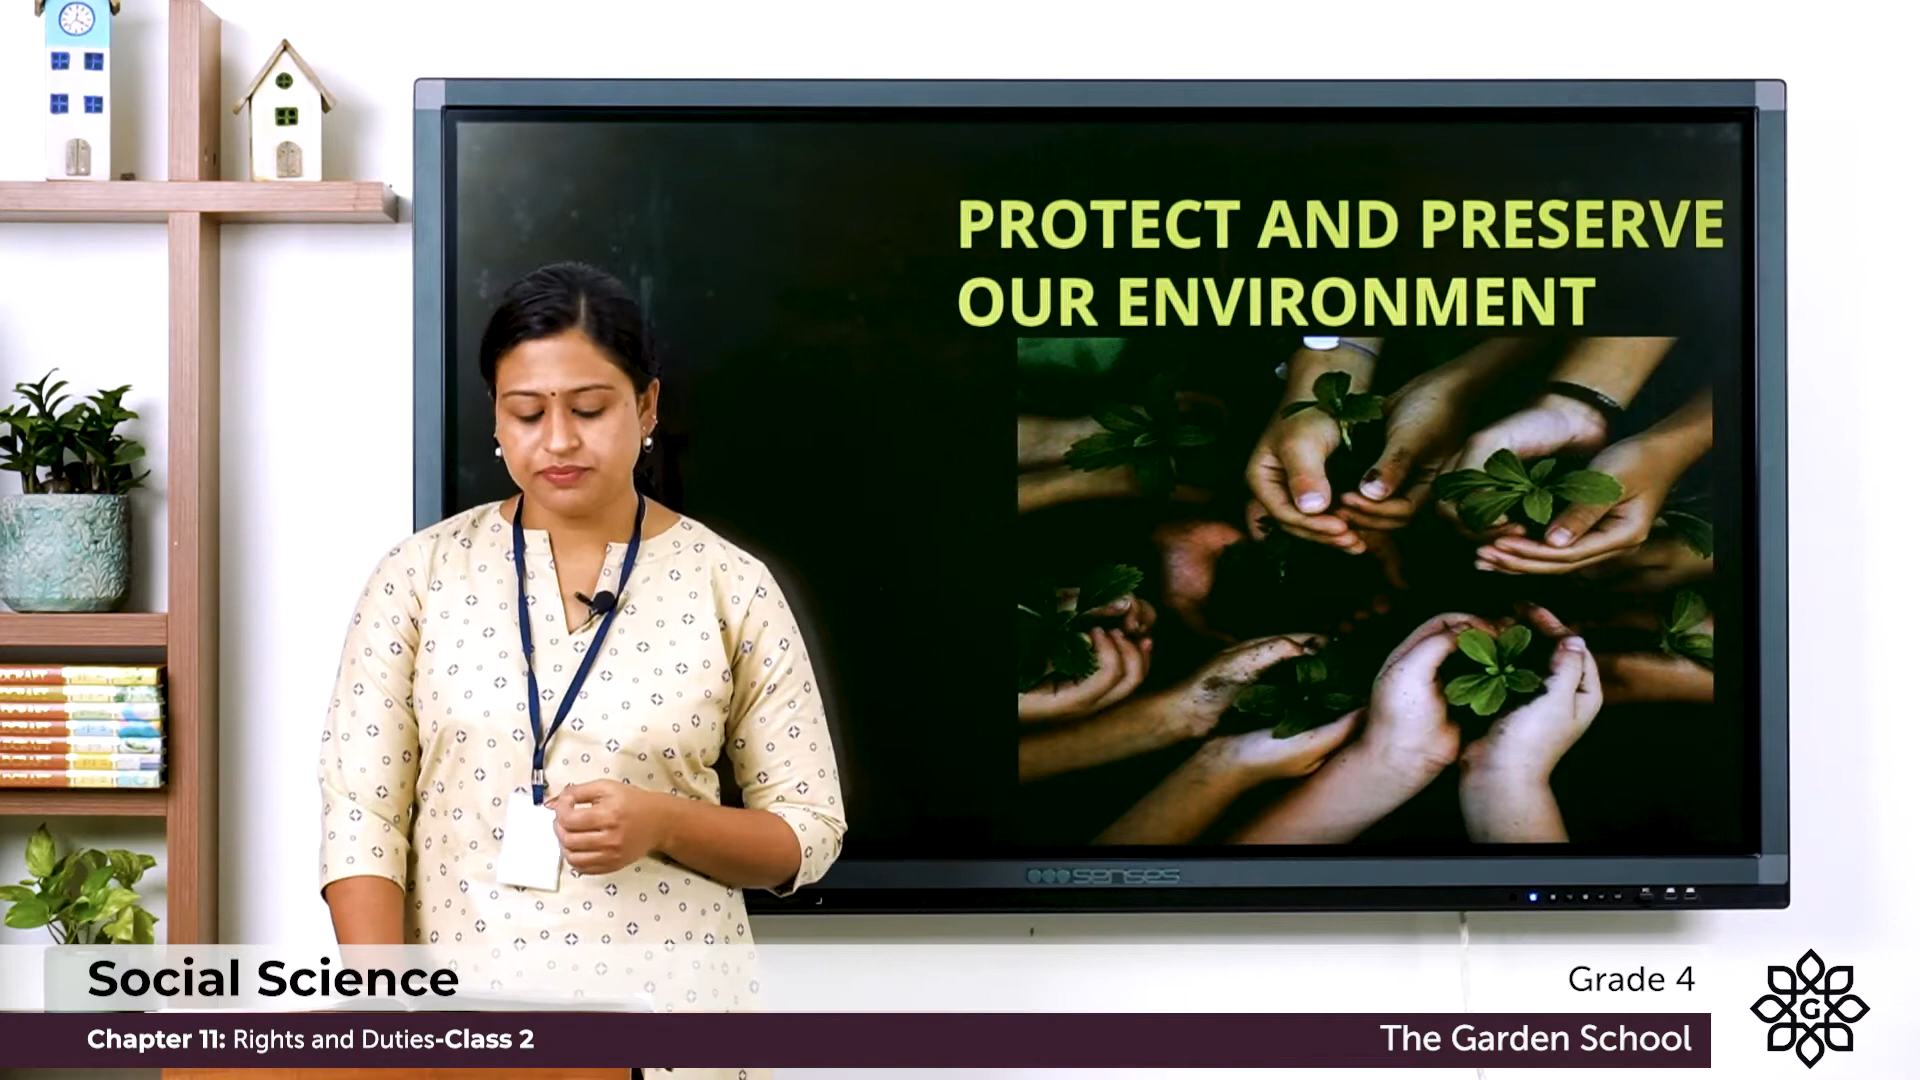 PROTECT AND PRESERVE
OUR ENVIRONMENT
senses
Social Science
Grade 4
Chapter 11: Rights and Duties-Class 2
The Garden School
G